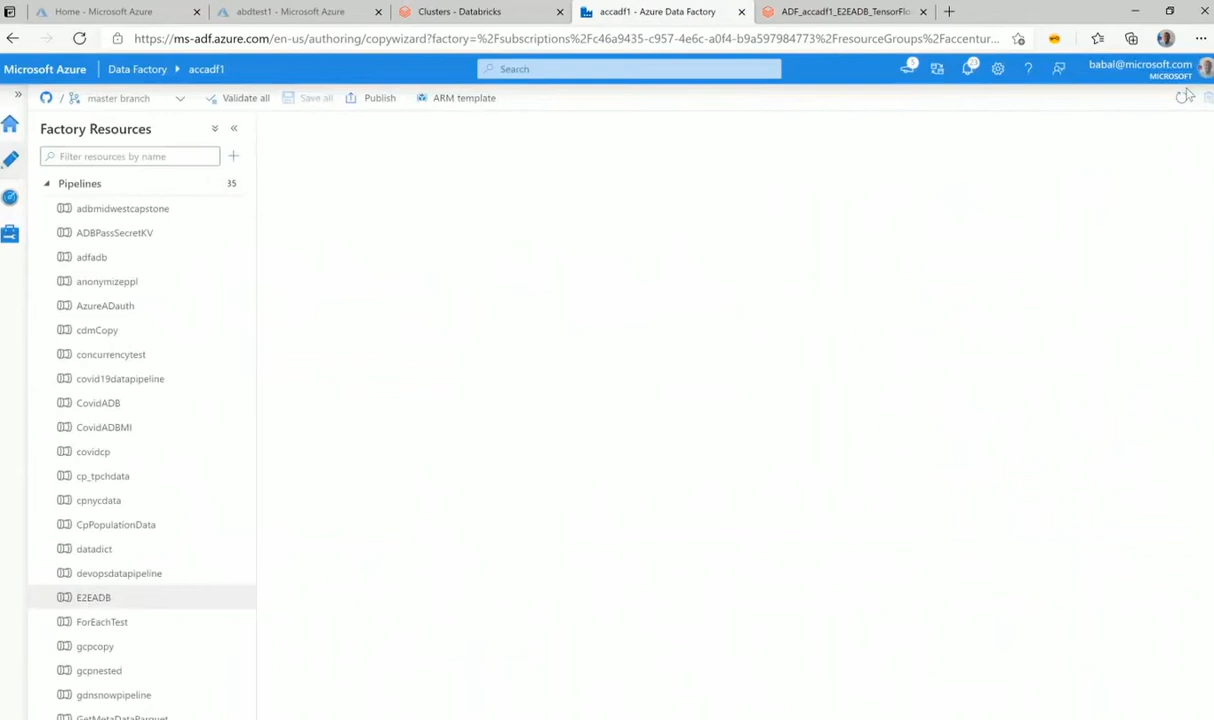 Home - Microsoft Azure
abdtest1 - Microsoft Azure
Clusters - Databricks
accadf1 - Azure Data Factory
ADF_accadf1_E2EADB_TensorFlo
https://ms-adf.azure.com/en-us/authoring/copywizard?factory=%2Fsubscriptions%2Fc46a9435-c957-4e6c-a0f4-b9a597984773%2FresourceGroups%2Faccentur...
Microsoft Azure
Data Factory
accadf1
Search
5
23
babal@microsoft.com
MICROSOFT
/
master branch
Validate all
Save all
Publish
ARM template
Factory Resources
Filter resources by name
Pipelines 35
adbmidwestcapstone
ADBPassSecretKV
adfadb
anonymizeppl
AzureADauth
cdmCopy
concurrencytest
covid19datapipeline
CovidADB
CovidADBMI
covidcp
cp_tpchdata
cpnycdata
CpPopulationData
datadict
devopsdatapipeline
E2EADB
ForEachTest
gcpcopy
gcpnested
gdnsnowpipeline
GetMetaDataParquet